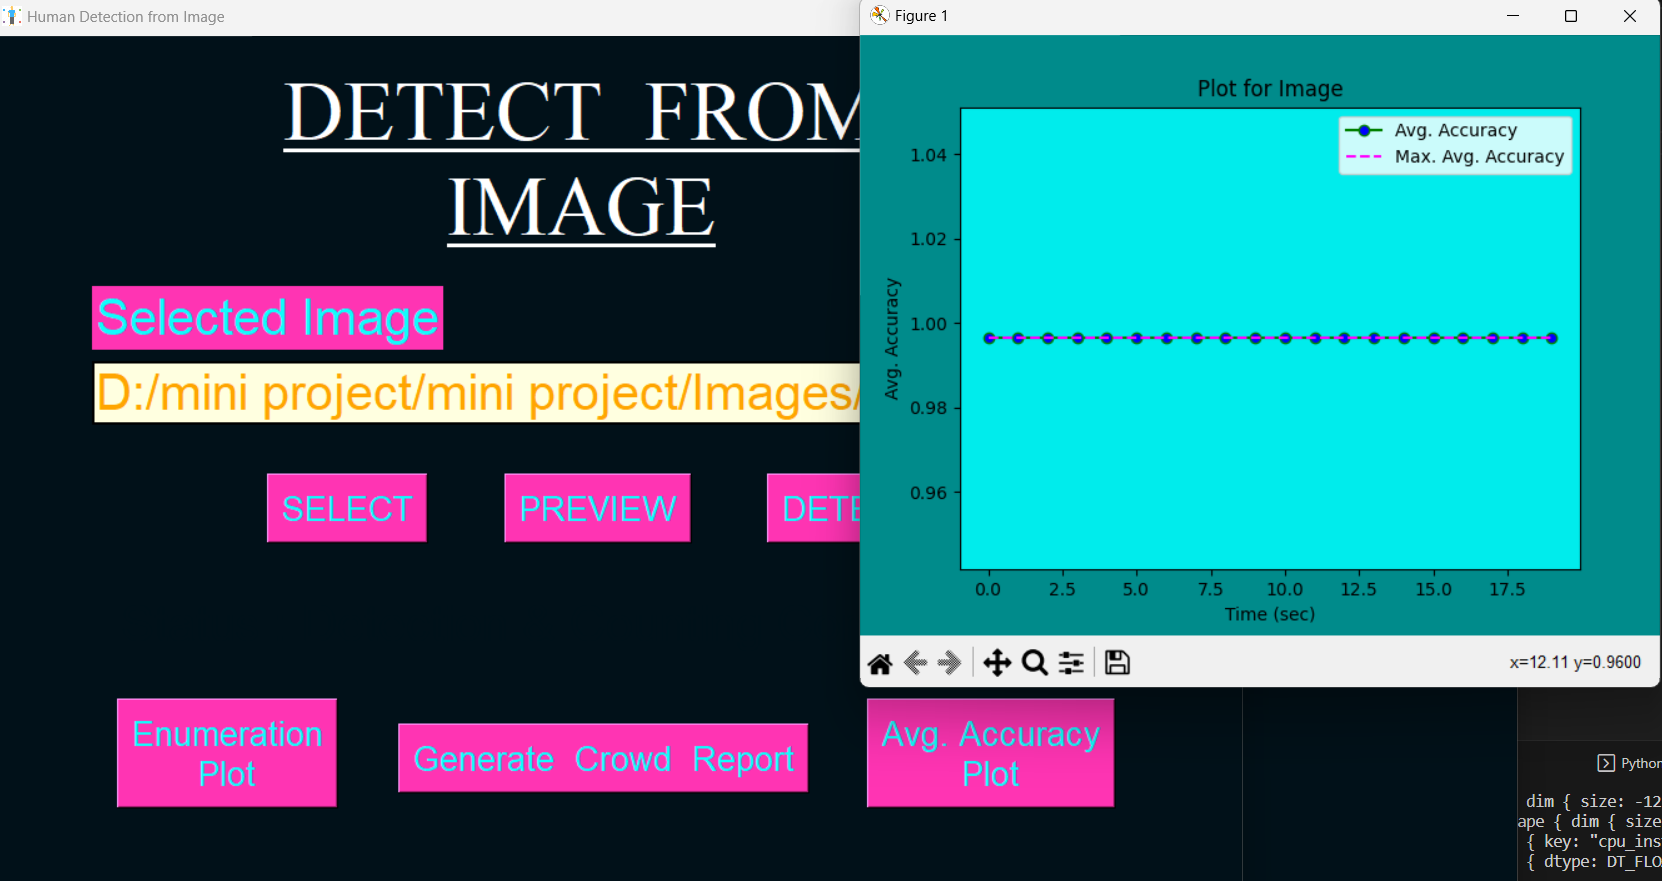 Human Detection from Image
DETECT FROM
IMAGE
Selected Image
D:/mini project/mini project/Images/
SELECT
PREVIEW
DETE
Enumeration
Plot
Generate Crowd Report
Avg. Accuracy
Plot
Figure 1
Plot for Image
Avg. Accuracy
Max. Avg. Accuracy
1.04
1.02
1.00
0.98
0.96
Avg. Accuracy
0.0 2.5 5.0 7.5 10.0 12.5 15.0 17.5
Time (sec)
x=12.11 y=0.9600
Python
dim { size: -12
ape { dim { size
{ key: "cpu_ins
{ dtype: DT_FLO